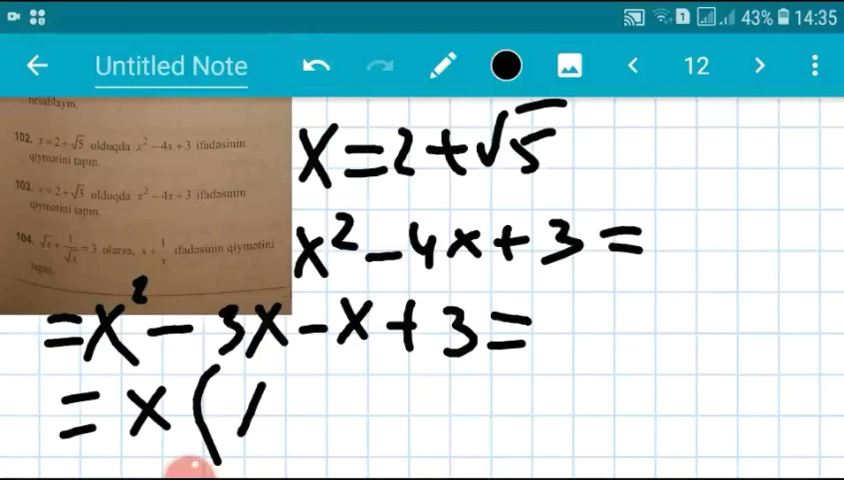 43% 14:35
Untitled Note
12
hesablayın.
102. x=2+√5 olduqda x²-4x+3 ifadəsinin
qiymətini tapın.
103. x=2+√3 olduqda x²-4x+3 ifadəsinin
qiymətini tapın.
104. √x + 1/√x = 3 olarsa, x + 1/x ifadəsinin qiymətini
tapın.
x=2+√5
x²-4x+3=
=x²-3x-x+3=
=x(